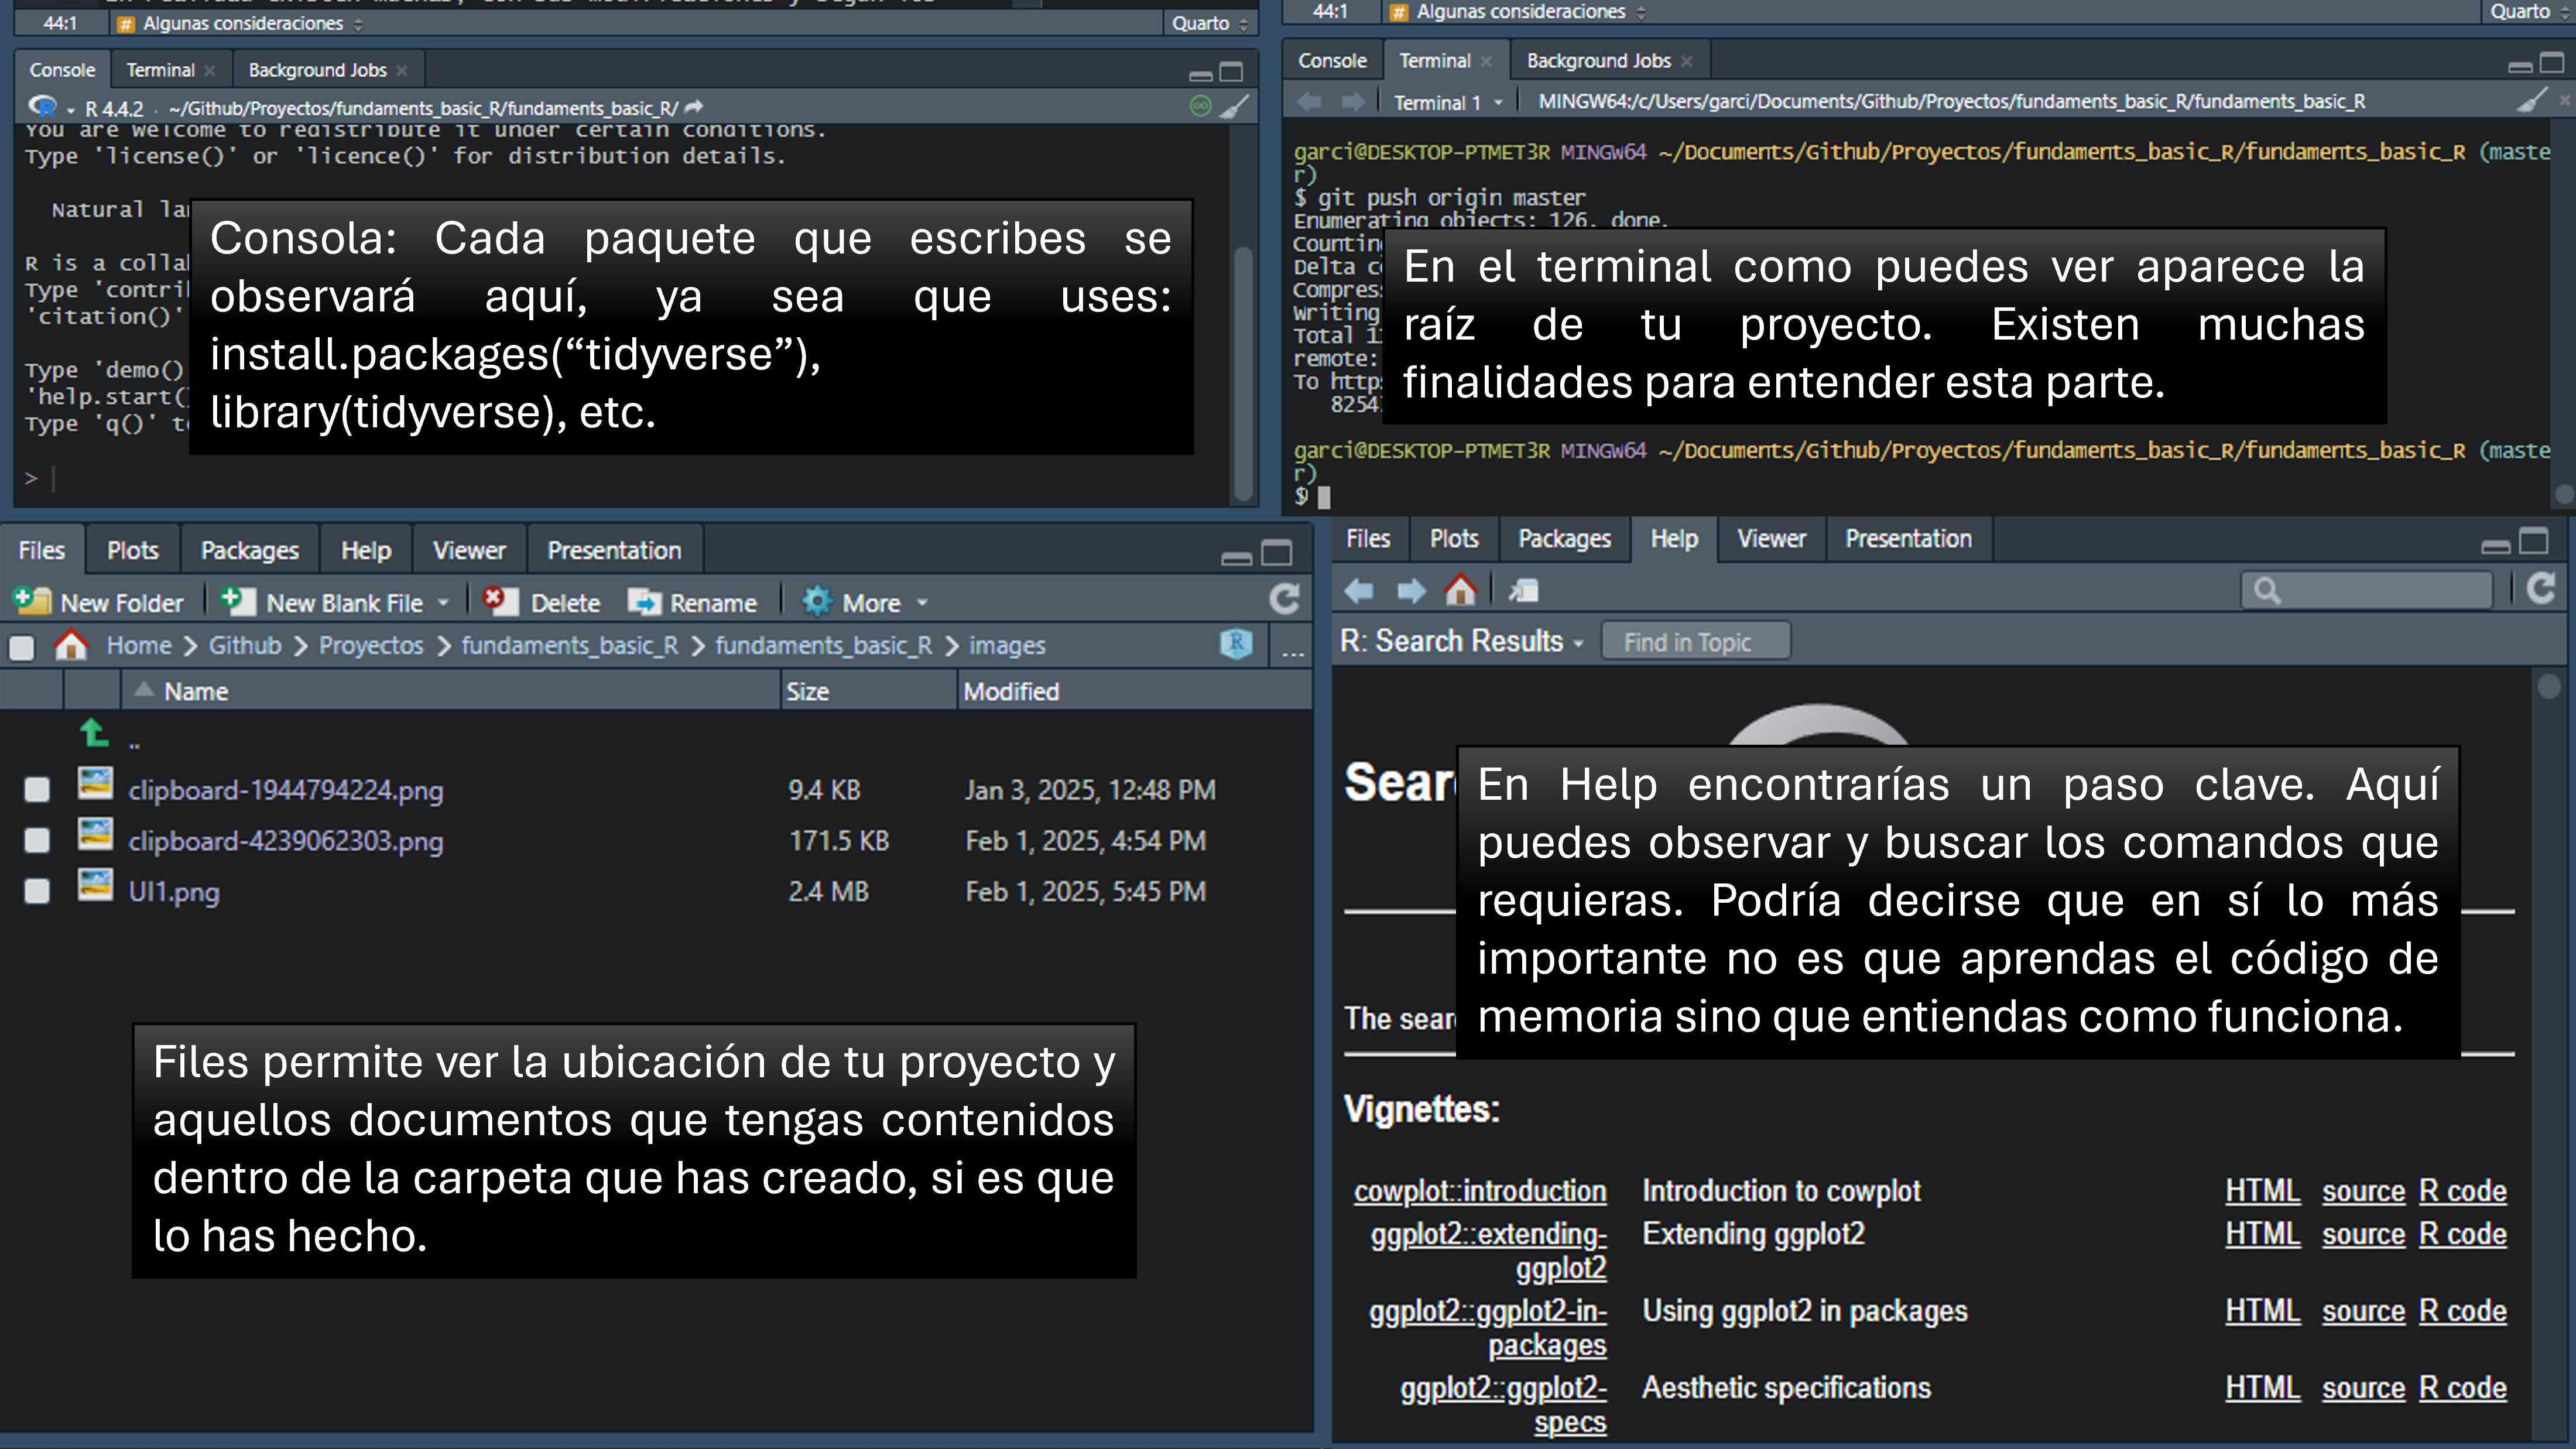 44:1 # Algunas consideraciones Quarto
Console Terminal Background Jobs
R 4.4.2 · ~/Github/Proyectos/fundaments_basic_R/fundaments_basic_R/
You are welcome to redistribute it under certain conditions.
Type 'license()' or 'licence()' for distribution details.
Natural
R is a
Type
'citation()'
Type 'demo()
'help.start(
Type 'q()'
>
Consola: Cada paquete que escribes se
observará aquí, ya sea que uses:
install.packages(“tidyverse”),
library(tidyverse), etc.
44:1 # Algunas consideraciones Quarto
Console Terminal Background Jobs
Terminal 1 MINGW64:/c/Users/garci/Documents/Github/Proyectos/fundaments_basic_R/fundaments_basic_R
garci@DESKTOP-PTMET3R MINGW64 ~/Documents/Github/Proyectos/fundaments_basic_R/fundaments_basic_R (maste
r)
$ git push origin master
Enumerating objects: 126, done.
Delta
Writing
Total
remote:
To
En el terminal como puedes ver aparece la
raíz de tu proyecto. Existen muchas
finalidades para entender esta parte.
garci@DESKTOP-PTMET3R MINGW64 ~/Documents/Github/Proyectos/fundaments_basic_R/fundaments_basic_R (maste
r)
$
Files Plots Packages Help Viewer Presentation
New Folder New Blank File Delete Rename More
Home > Github > Proyectos > fundaments_basic_R > fundaments_basic_R > images R ...
Name Size Modified
..
clipboard-1944794224.png 9.4 KB Jan 3, 2025, 12:48 PM
clipboard-4239062303.png 171.5 KB Feb 1, 2025, 4:54 PM
UI1.png 2.4 MB Feb 1, 2025, 5:45 PM
Files permite ver la ubicación de tu proyecto y
aquellos documentos que tengas contenidos
dentro de la carpeta que has creado, si es que
lo has hecho.
Files Plots Packages Help Viewer Presentation
R: Search Results Find in Topic
En Help encontrarías un paso clave. Aquí
puedes observar y buscar los comandos que
requieras. Podría decirse que en sí lo más
importante no es que aprendas el código de
memoria sino que entiendas como funciona.
The
Vignettes:
cowplot::introduction Introduction to cowplot HTML source R code
ggplot2::extending- Extending ggplot2 HTML source R code
ggplot2
ggplot2::ggplot2-in- Using ggplot2 in packages HTML source R code
packages
ggplot2::ggplot2- Aesthetic specifications HTML source R code
specs